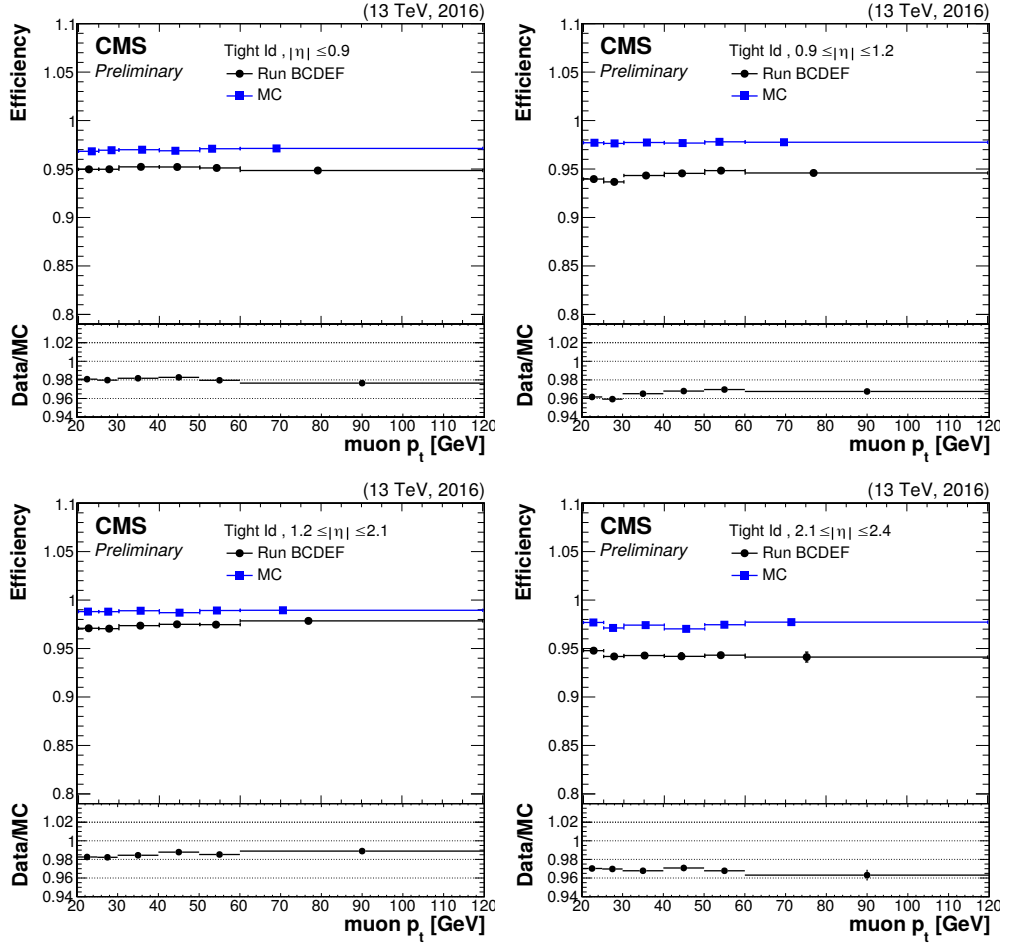 (13 TeV, 2016)
Efficiency
1.1
1.05
1
0.95
0.9
0.85
0.8
CMS
Preliminary
Tight Id , |η| ≤0.9
Run BCDEF
MC
Data/MC
1.02
1
0.98
0.96
0.94
20 30 40 50 60 70 80 90 100 110 120
muon p_t [GeV]
(13 TeV, 2016)
Efficiency
1.1
1.05
1
0.95
0.9
0.85
0.8
CMS
Preliminary
Tight Id , 0.9 ≤|η| ≤1.2
Run BCDEF
MC
Data/MC
1.02
1
0.98
0.96
0.94
20 30 40 50 60 70 80 90 100 110 120
muon p_t [GeV]
(13 TeV, 2016)
Efficiency
1.1
1.05
1
0.95
0.9
0.85
0.8
CMS
Preliminary
Tight Id , 1.2 ≤|η| ≤2.1
Run BCDEF
MC
Data/MC
1.02
1
0.98
0.96
0.94
20 30 40 50 60 70 80 90 100 110 120
muon p_t [GeV]
(13 TeV, 2016)
Efficiency
1.1
1.05
1
0.95
0.9
0.85
0.8
CMS
Preliminary
Tight Id , 2.1 ≤|η| ≤2.4
Run BCDEF
MC
Data/MC
1.02
1
0.98
0.96
0.94
20 30 40 50 60 70 80 90 100 110 120
muon p_t [GeV]